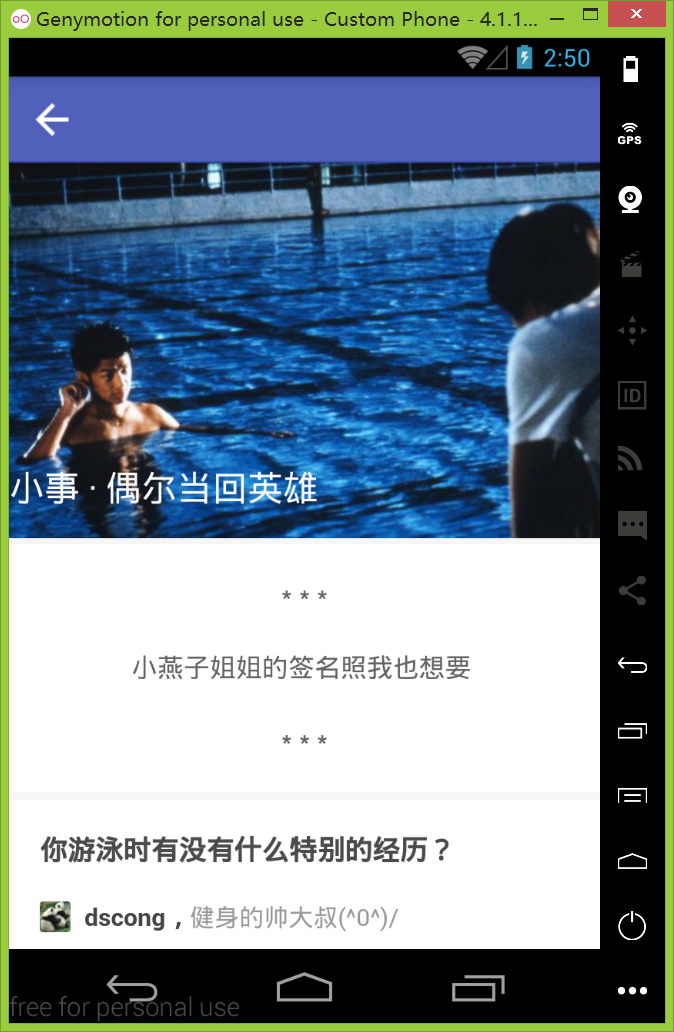 Genymotion for personal use - Custom Phone - 4.1.1...
2:50
GPS
ID
小事 · 偶尔当回英雄
* * *
小燕子姐姐的签名照我也想要
* * *
你游泳时有没有什么特别的经历？
dscong，健身的帅大叔(^0^)/
free for personal use